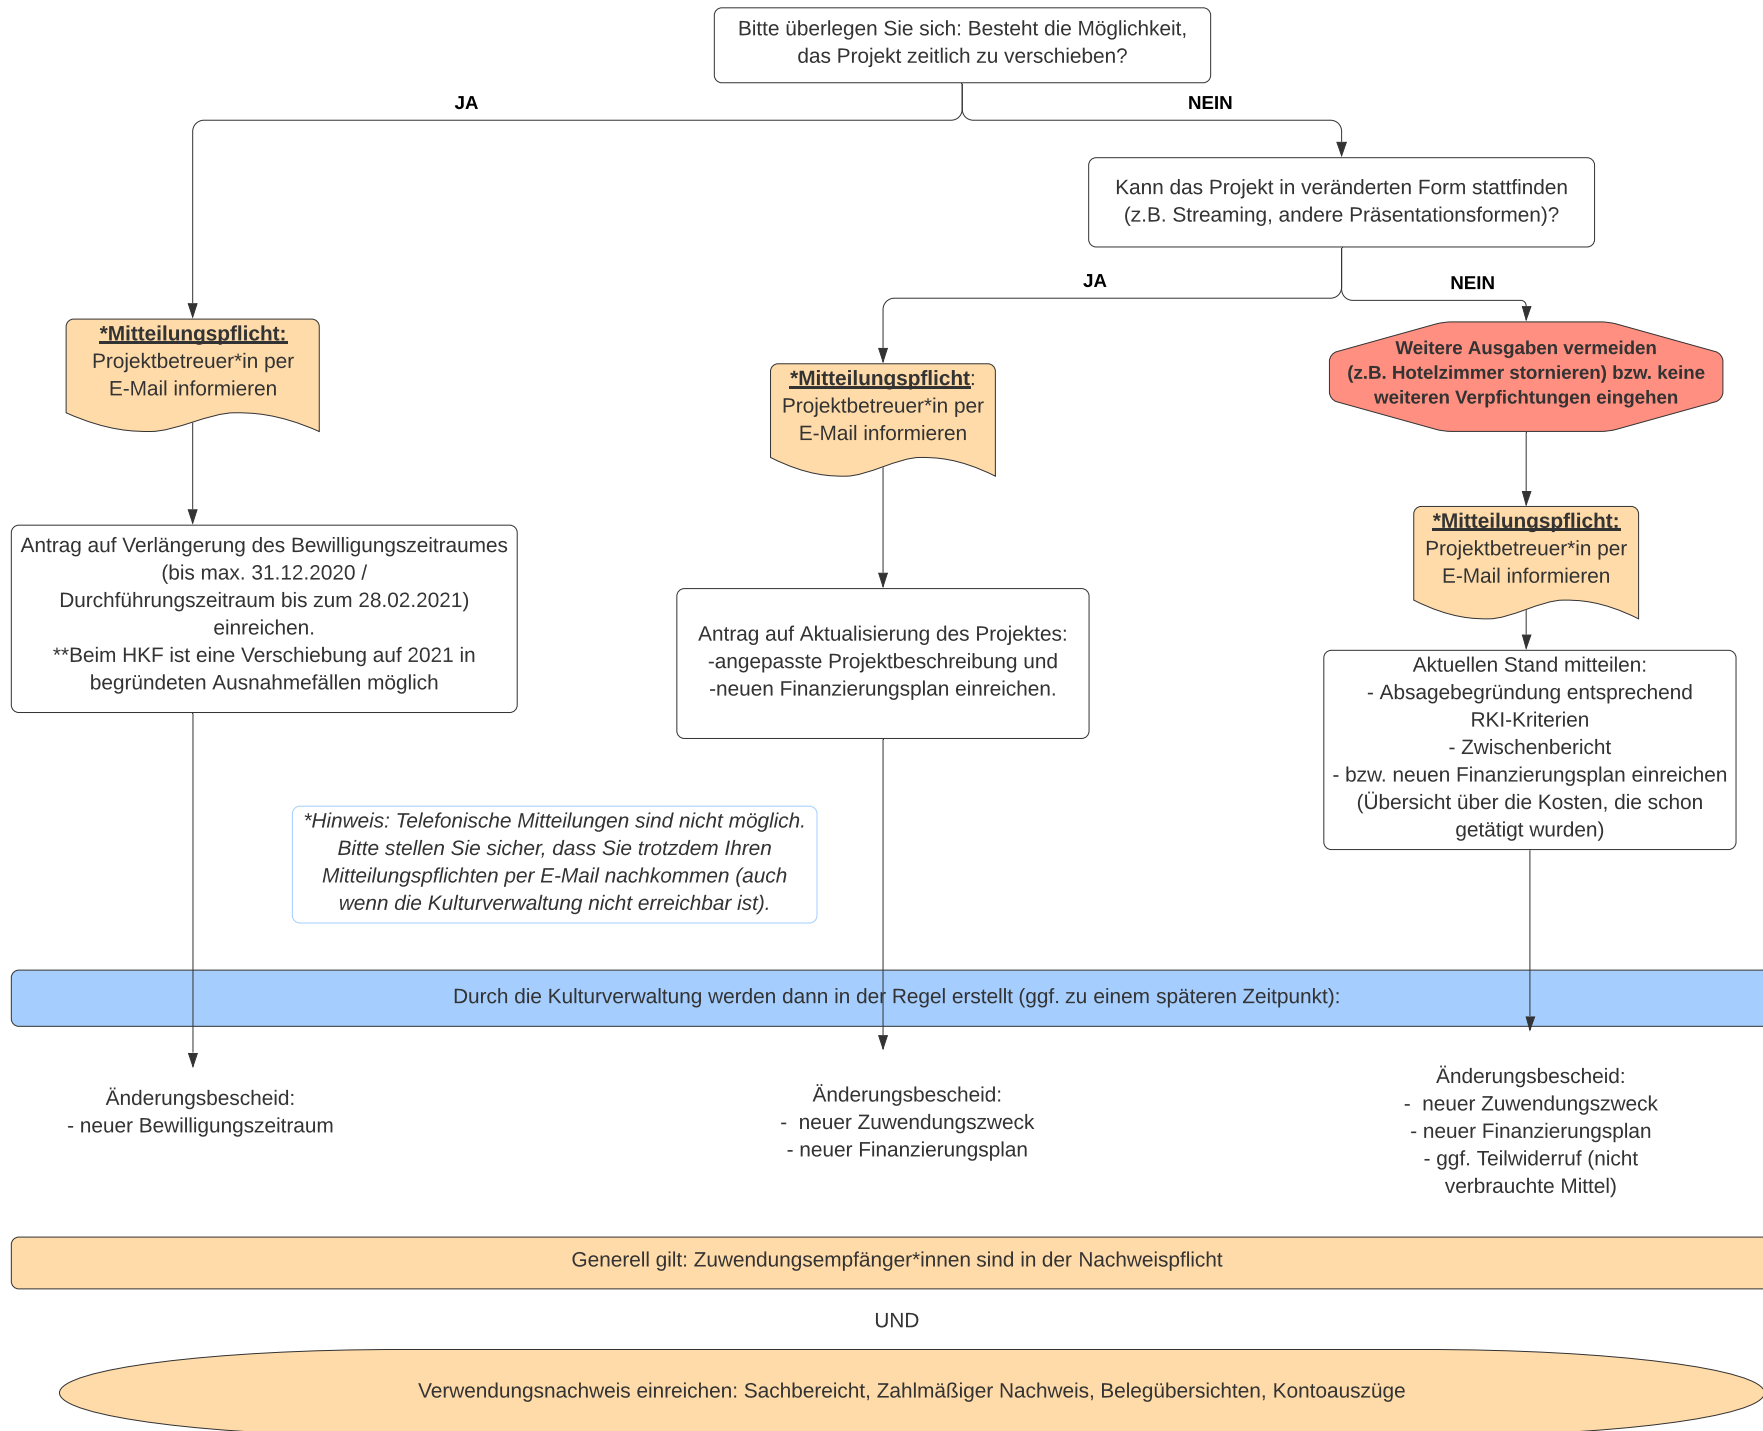 Bitte überlegen Sie sich: Besteht die Möglichkeit,
das Projekt zeitlich zu verschieben?
JA
NEIN
Kann das Projekt in veränderten Form stattfinden
(z.B. Streaming, andere Präsentationsformen)?
JA
NEIN
*Mitteilungspflicht:
Projektbetreuer*in per
E-Mail informieren
*Mitteilungspflicht:
Projektbetreuer*in per
E-Mail informieren
Weitere Ausgaben vermeiden
(z.B. Hotelzimmer stornieren) bzw. keine
weiteren Verpfichtungen eingehen
*Mitteilungspflicht:
Projektbetreuer*in per
E-Mail informieren
Antrag auf Verlängerung des Bewilligungszeitraumes
(bis max. 31.12.2020 /
Durchführungszeitraum bis zum 28.02.2021)
einreichen.
**Beim HKF ist eine Verschiebung auf 2021 in
begründeten Ausnahmefällen möglich
Antrag auf Aktualisierung des Projektes:
-angepasste Projektbeschreibung und
-neuen Finanzierungsplan einreichen.
Aktuellen Stand mitteilen:
- Absagebegründung entsprechend
RKI-Kriterien
- Zwischenbericht
- bzw. neuen Finanzierungsplan einreichen
(Übersicht über die Kosten, die schon
getätigt wurden)
*Hinweis: Telefonische Mitteilungen sind nicht möglich.
Bitte stellen Sie sicher, dass Sie trotzdem Ihren
Mitteilungspflichten per E-Mail nachkommen (auch
wenn die Kulturverwaltung nicht erreichbar ist).
Durch die Kulturverwaltung werden dann in der Regel erstellt (ggf. zu einem späteren Zeitpunkt):
Änderungsbescheid:
- neuer Bewilligungszeitraum
Änderungsbescheid:
-  neuer Zuwendungszweck
- neuer Finanzierungsplan
Änderungsbescheid:
-  neuer Zuwendungszweck
- neuer Finanzierungsplan
- ggf. Teilwiderruf (nicht
verbrauchte Mittel)
Generell gilt: Zuwendungsempfänger*innen sind in der Nachweispflicht
UND
Verwendungsnachweis einreichen: Sachbereicht, Zahlmäßiger Nachweis, Belegübersichten, Kontoauszüge